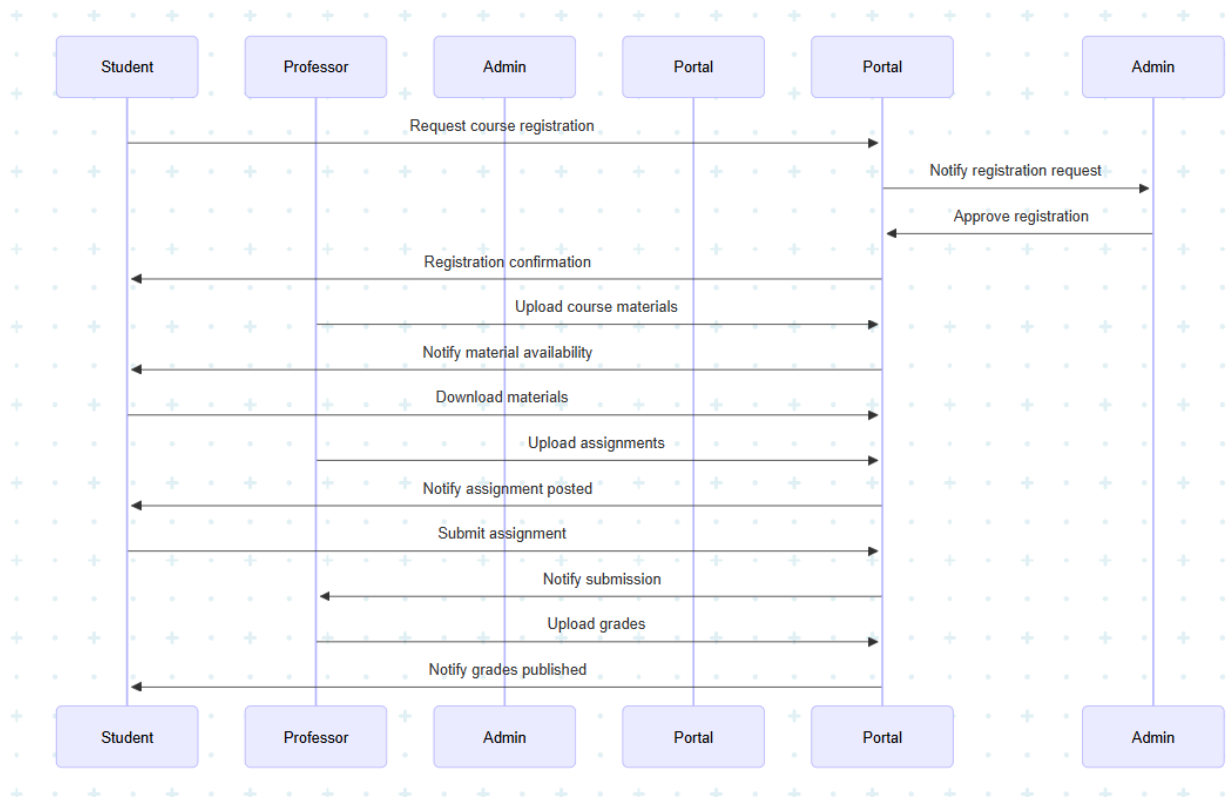 Student
Professor
Admin
Portal
Portal
Admin
Request course registration
Notify registration request
Approve registration
Registration confirmation
Upload course materials
Notify material availability
Download materials
Upload assignments
Notify assignment posted
Submit assignment
Notify submission
Upload grades
Notify grades published
Student
Professor
Admin
Portal
Portal
Admin